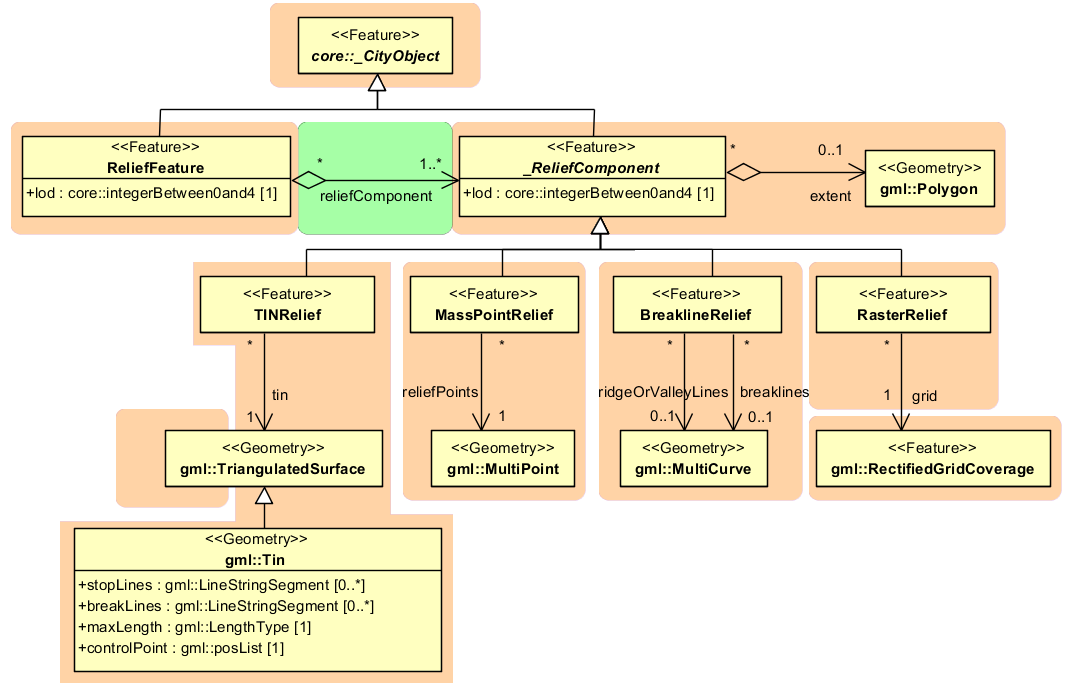 <<Feature>>
core::_CityObject
<<Feature>>
ReliefFeature
+lod : core::integerBetween0and4 [1]
*
1..*
reliefComponent
<<Feature>>
_ReliefComponent
+lod : core::integerBetween0and4 [1]
*
0..1
extent
<<Geometry>>
gml::Polygon
<<Feature>>
TINRelief
<<Feature>>
MassPointRelief
<<Feature>>
BreaklineRelief
<<Feature>>
RasterRelief
*
tin
1
*
reliefPoints
1
*
ridgeOrValleyLines
0..1
*
breaklines
0..1
*
1
grid
<<Geometry>>
gml::TriangulatedSurface
<<Geometry>>
gml::MultiPoint
<<Geometry>>
gml::MultiCurve
<<Feature>>
gml::RectifiedGridCoverage
<<Geometry>>
gml::Tin
+stopLines : gml::LineStringSegment [0..*]
+breakLines : gml::LineStringSegment [0..*]
+maxLength : gml::LengthType [1]
+controlPoint : gml::posList [1]